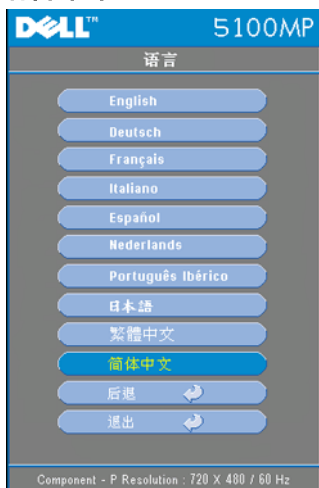 DELL™ 5100MP
语言
English
Deutsch
Français
Italiano
Español
Nederlands
Português Ibérico
日本語
繁體中文
简体中文
后退
退出
Component - P Resolution : 720 X 480 / 60 Hz